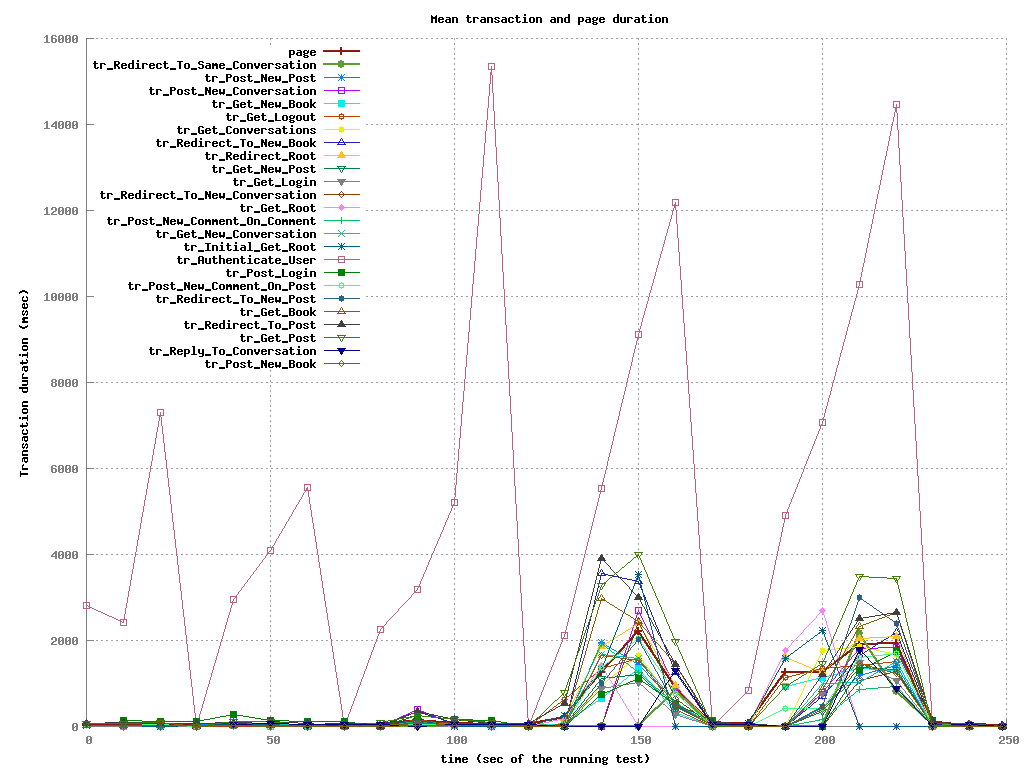 Mean transaction and page duration
16000
14000
12000
10000
8000
6000
4000
2000
0
Transaction duration (msec)
page
tr_Redirect_To_Same_Conversation
tr_Post_New_Post
tr_Post_New_Conversation
tr_Get_New_Book
tr_Get_Logout
tr_Get_Conversations
tr_Redirect_To_New_Book
tr_Redirect_Root
tr_Get_New_Post
tr_Get_Login
tr_Redirect_To_New_Conversation
tr_Get_Root
tr_Post_New_Comment_On_Comment
tr_Get_New_Conversation
tr_Initial_Get_Root
tr_Authenticate_User
tr_Post_Login
tr_Post_New_Comment_On_Post
tr_Redirect_To_New_Post
tr_Get_Book
tr_Redirect_To_Post
tr_Get_Post
tr_Reply_To_Conversation
tr_Post_New_Book
0 50 100 150 200 250
time (sec of the running test)